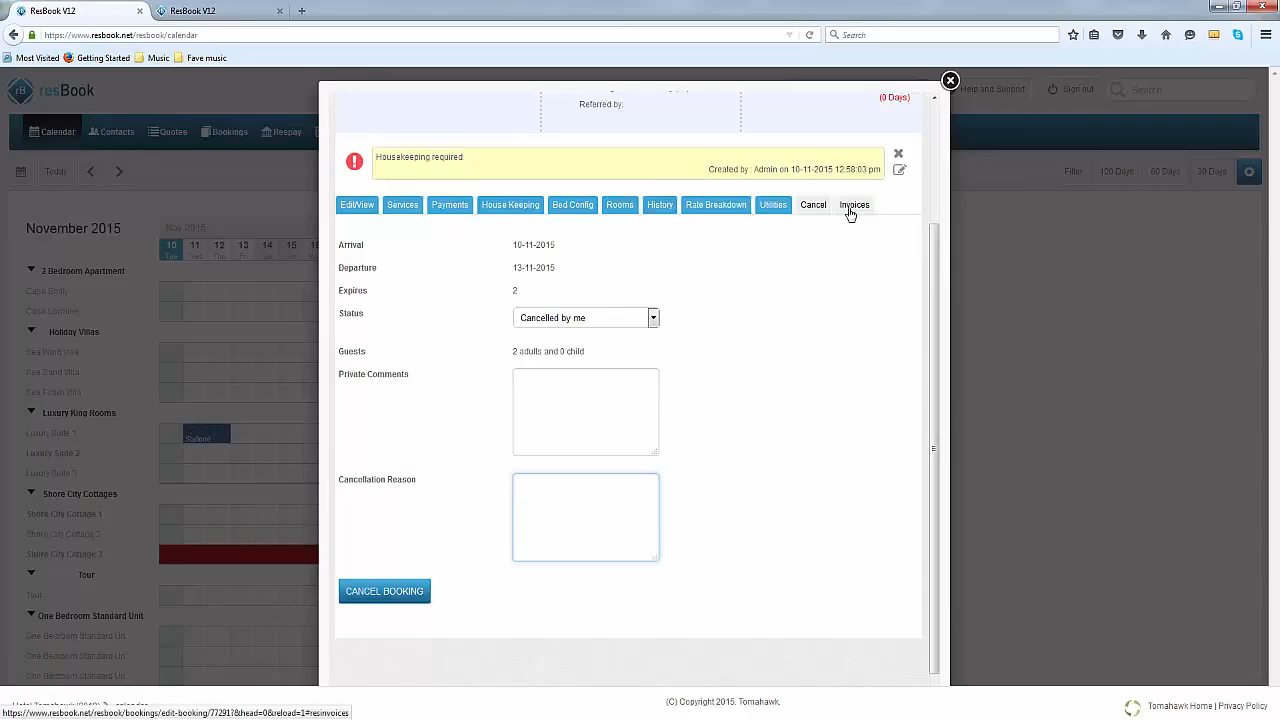 ResBook V12
ResBook V12
https://www.resbook.net/resbook/calendar
Search
Most Visited
Getting Started
Music
Fave music
rB
resBook
Help and Support
Sign out
Search
Calendar
Contacts
Quotes
Bookings
Respay
Today
Filter
120 Days
60 Days
30 Days
Referred by:
(0 Days)
Housekeeping required
Created by : Admin on 10-11-2015 12:58:03 pm
Edit/View
Services
Payments
House Keeping
Bed Config
Rooms
History
Rate Breakdown
Utilities
Cancel
Invoices
November 2015
Nov 2015
10 11 12 13 14 15
Tue Wed Thu Fri Sat Sun
2 Bedroom Apartment
Casa Emily
Casa Lorraine
Holiday Villas
Sea Wind Villa
Sea Sand Villa
Sea Foam Villa
Luxury King Rooms
Luxury Suite 1
Stallone
Luxury Suite 2
Luxury Suite 3
Shore City Cottages
Shore City Cottage 1
Shore City Cottage 2
Shore City Cottage 3
Tour
Tour
One Bedroom Standard Unit
One Bedroom Standard Un...
One Bedroom Standard Un...
One Bedroom Standard Un...
Arrival 10-11-2015
Departure 13-11-2015
Expires 2
Status Cancelled by me
Guests 2 adults and 0 child
Private Comments
Cancellation Reason
CANCEL BOOKING
(C) Copyright 2015. Tomahawk.
Tomahawk Home | Privacy Policy
https://www.resbook.net/resbook/bookings/edit-booking/77291?&head=0&reload=1#resinvoices